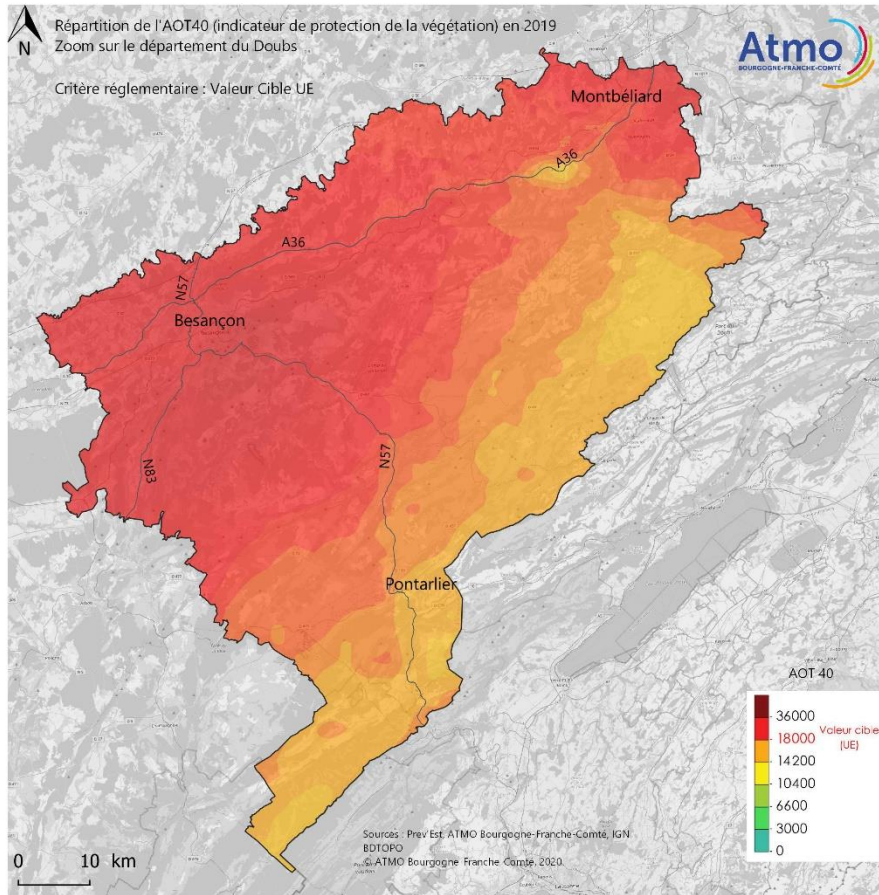 Répartition de l'AOT40 (indicateur de protection de la végétation) en 2019
Zoom sur le département du Doubs
Critère réglementaire : Valeur Cible UE
N
Atmo
BOURGOGNE-FRANCHE-COMTÉ
Montbéliard
A36
A36
N57
Besançon
N83
N57
Pontarlier
AOT 40
36000
18000 Valeur cible
(UE)
14200
10400
6600
3000
0
Sources : Prev'Est, ATMO Bourgogne-Franche-Comté, IGN
BDTOPO
© ATMO Bourgogne Franche Comté, 2020.
0 10 km